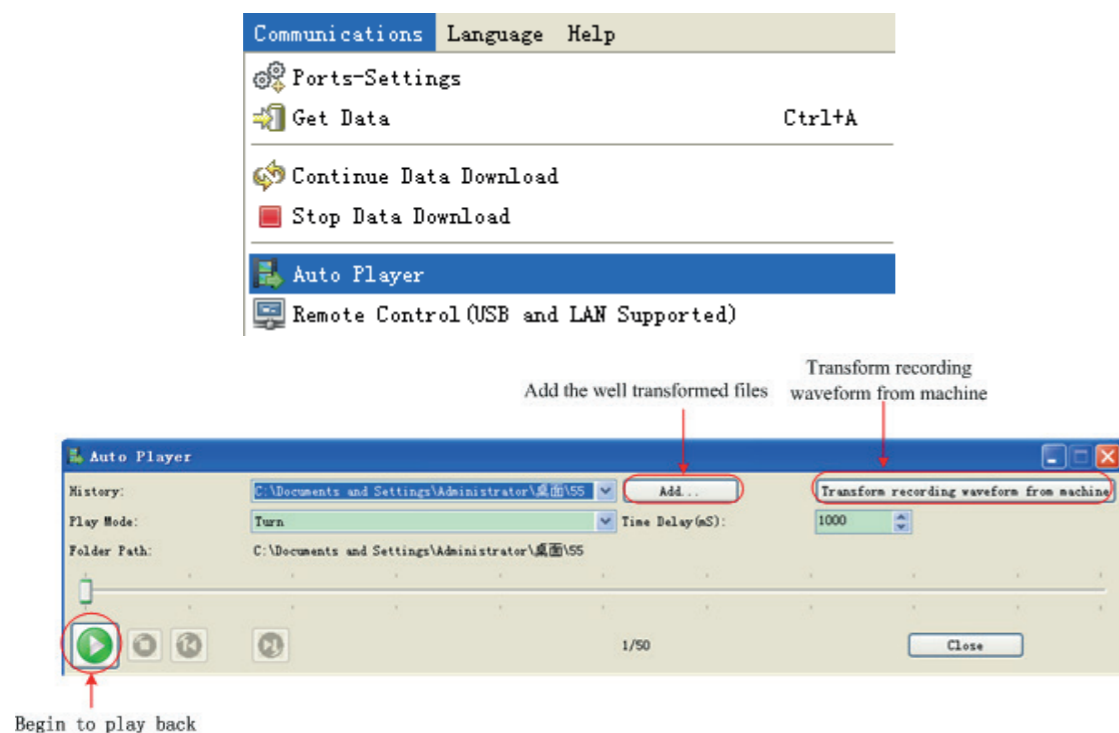 Communications Language Help
Ports-Settings
Get Data Ctrl+A
Continue Data Download
Stop Data Download
Auto Player
Remote Control(USB and LAN Supported)
Transform recording
waveform from machine
Add the well transformed files
Auto Player
History: C:\Documents and Settings\Administrator\桌面\55 Add... Transform recording waveform from machine
Play Mode: Turn Time Delay(mS): 1000
Folder Path: C:\Documents and Settings\Administrator\桌面\55
1/50 Close
Begin to play back